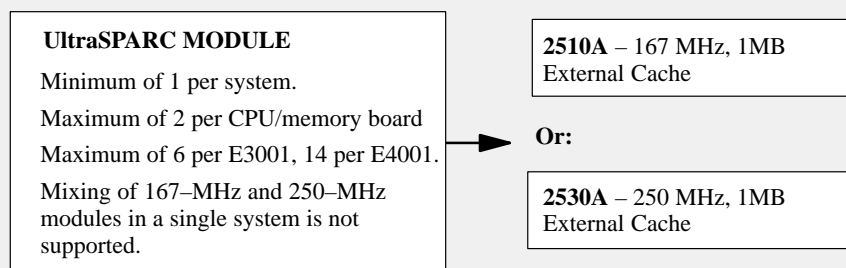 UltraSPARC MODULE
Minimum of 1 per system.
Maximum of 2 per CPU/memory board
Maximum of 6 per E3001, 14 per E4001.
Mixing of 167–MHz and 250–MHz
modules in a single system is not
supported.
2510A – 167 MHz, 1MB
External Cache
Or:
2530A – 250 MHz, 1MB
External Cache